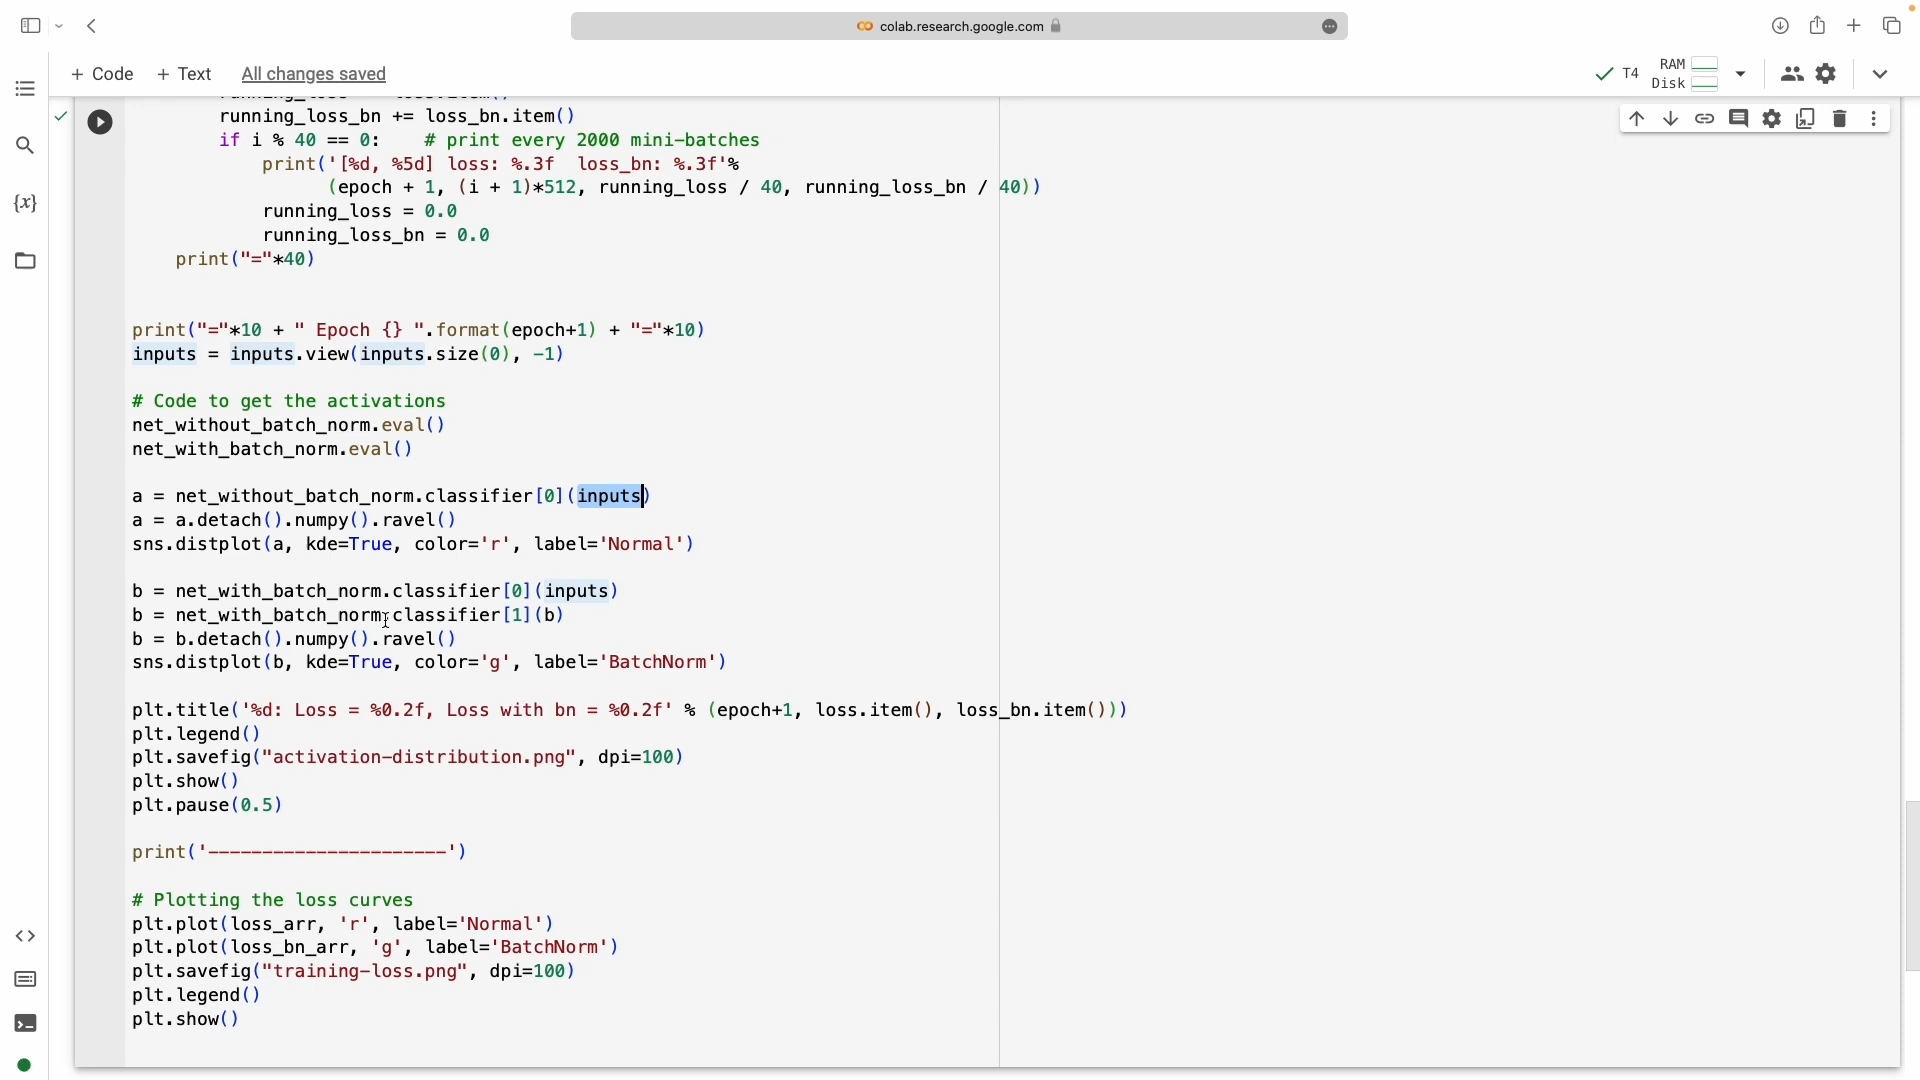 colab.research.google.com
+ Code + Text All changes saved
T4 RAM Disk
running_loss_bn += loss_bn.item()
if i % 40 == 0:    # print every 2000 mini-batches
print('[%d, %5d] loss: %.3f  loss_bn: %.3f'%
(epoch + 1, (i + 1)*512, running_loss / 40, running_loss_bn / 40))
running_loss = 0.0
running_loss_bn = 0.0
print("="*40)
print("="*10 + " Epoch {} ".format(epoch+1) + "="*10)
inputs = inputs.view(inputs.size(0), -1)
# Code to get the activations
net_without_batch_norm.eval()
net_with_batch_norm.eval()
a = net_without_batch_norm.classifier[0](inputs)
a = a.detach().numpy().ravel()
sns.distplot(a, kde=True, color='r', label='Normal')
b = net_with_batch_norm.classifier[0](inputs)
b = net_with_batch_norm.classifier[1](b)
b = b.detach().numpy().ravel()
sns.distplot(b, kde=True, color='g', label='BatchNorm')
plt.title('%d: Loss = %0.2f, Loss with bn = %0.2f' % (epoch+1, loss.item(), loss_bn.item()))
plt.legend()
plt.savefig("activation-distribution.png", dpi=100)
plt.show()
plt.pause(0.5)
print('----------------------')
# Plotting the loss curves
plt.plot(loss_arr, 'r', label='Normal')
plt.plot(loss_bn_arr, 'g', label='BatchNorm')
plt.savefig("training-loss.png", dpi=100)
plt.legend()
plt.show()